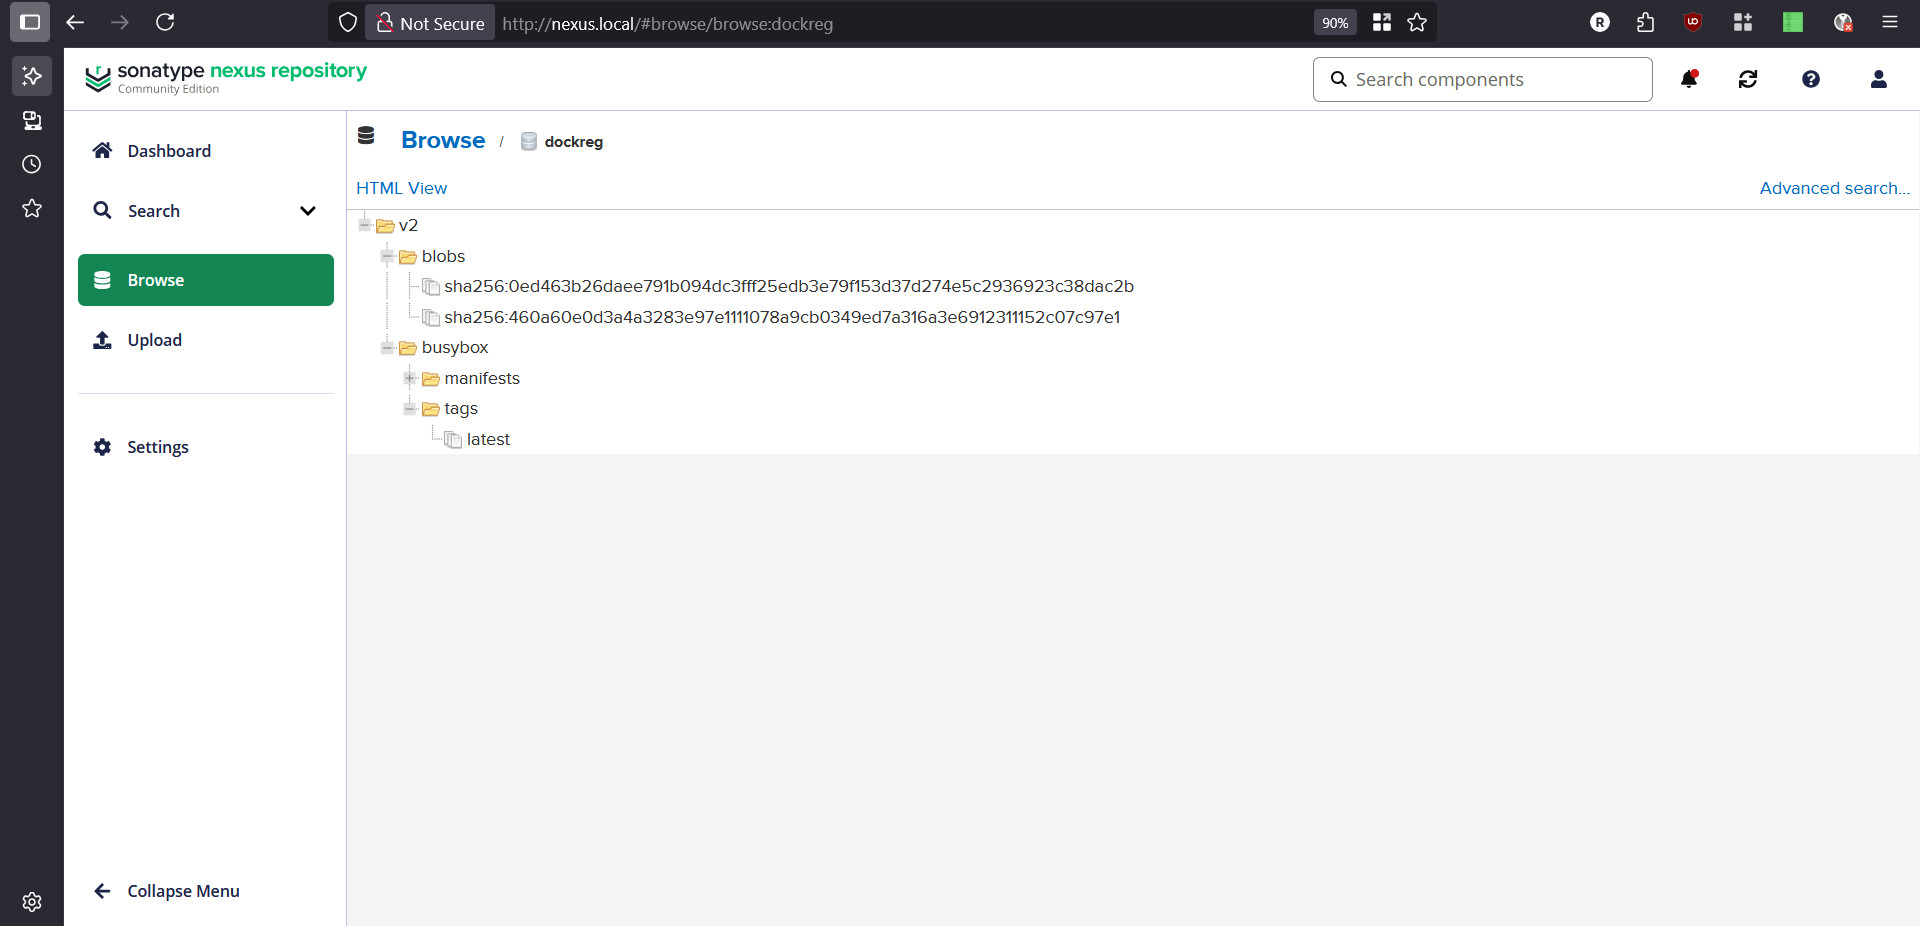 Not Secure http://nexus.local/#browse/browse:dockreg 90%
sonatype nexus repository
Community Edition
Search components
Dashboard
Search
Browse
Upload
Settings
Collapse Menu
Browse / dockreg
HTML View Advanced search...
v2
blobs
sha256:0ed463b26daee791b094dc3fff25edb3e79f153d37d274e5c2936923c38dac2b
sha256:460a60e0d3a4a3283e97e1111078a9cb0349ed7a316a3e6912311152c07c97e1
busybox
manifests
tags
latest